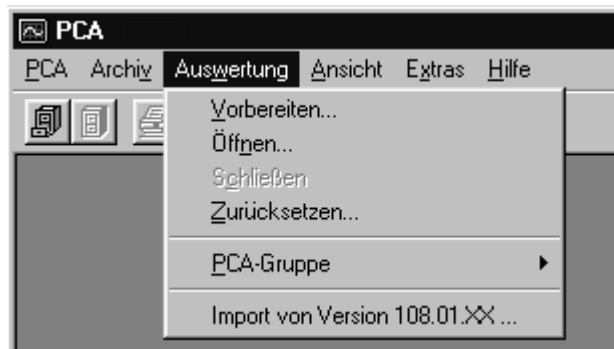 PCA
PCA Archiv Auswertung Ansicht Extras Hilfe
Vorbereiten...
Öffnen...
Schließen
Zurücksetzen...
PCA-Gruppe
Import von Version 108.01.XX ...